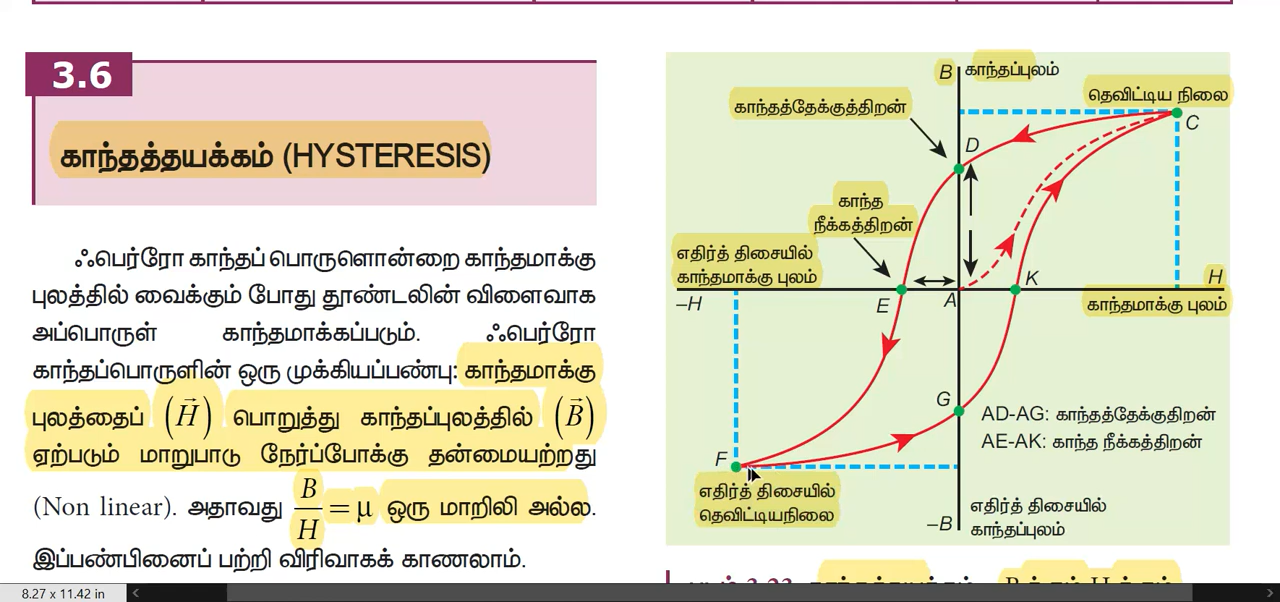 3.6
காந்தத்தயக்கம் (HYSTERESIS)
ஃபெர்ரோ காந்தப் பொருளொன்றை காந்தமாக்கு
புலத்தில் வைக்கும் போது தூண்டலின் விளைவாக
அப்பொருள் காந்தமாக்கப்படும். ஃபெர்ரோ
காந்தப்பொருளின் ஒரு முக்கியப்பண்பு: காந்தமாக்கு
புலத்தைப் (H⃗) பொறுத்து காந்தப்புலத்தில் (B⃗)
ஏற்படும் மாறுபாடு நேர்ப்போக்கு தன்மையற்றது
(Non linear). அதாவது B/H = μ ஒரு மாறிலி அல்ல.
இப்பண்பினைப் பற்றி விரிவாகக் காணலாம்.
B காந்தப்புலம்
தெவிட்டிய நிலை
காந்தத்தேக்குத்திறன்
C
D
காந்த
நீக்கத்திறன்
எதிர்த் திசையில்
காந்தமாக்கு புலம்
H
K
–H
E
A
காந்தமாக்கு புலம்
G
AD-AG: காந்தத்தேக்குதிறன்
AE-AK: காந்த நீக்கத்திறன்
F
எதிர்த் திசையில்
தெவிட்டியநிலை
–B
எதிர்த் திசையில்
காந்தப்புலம்
8.27 x 11.42 in